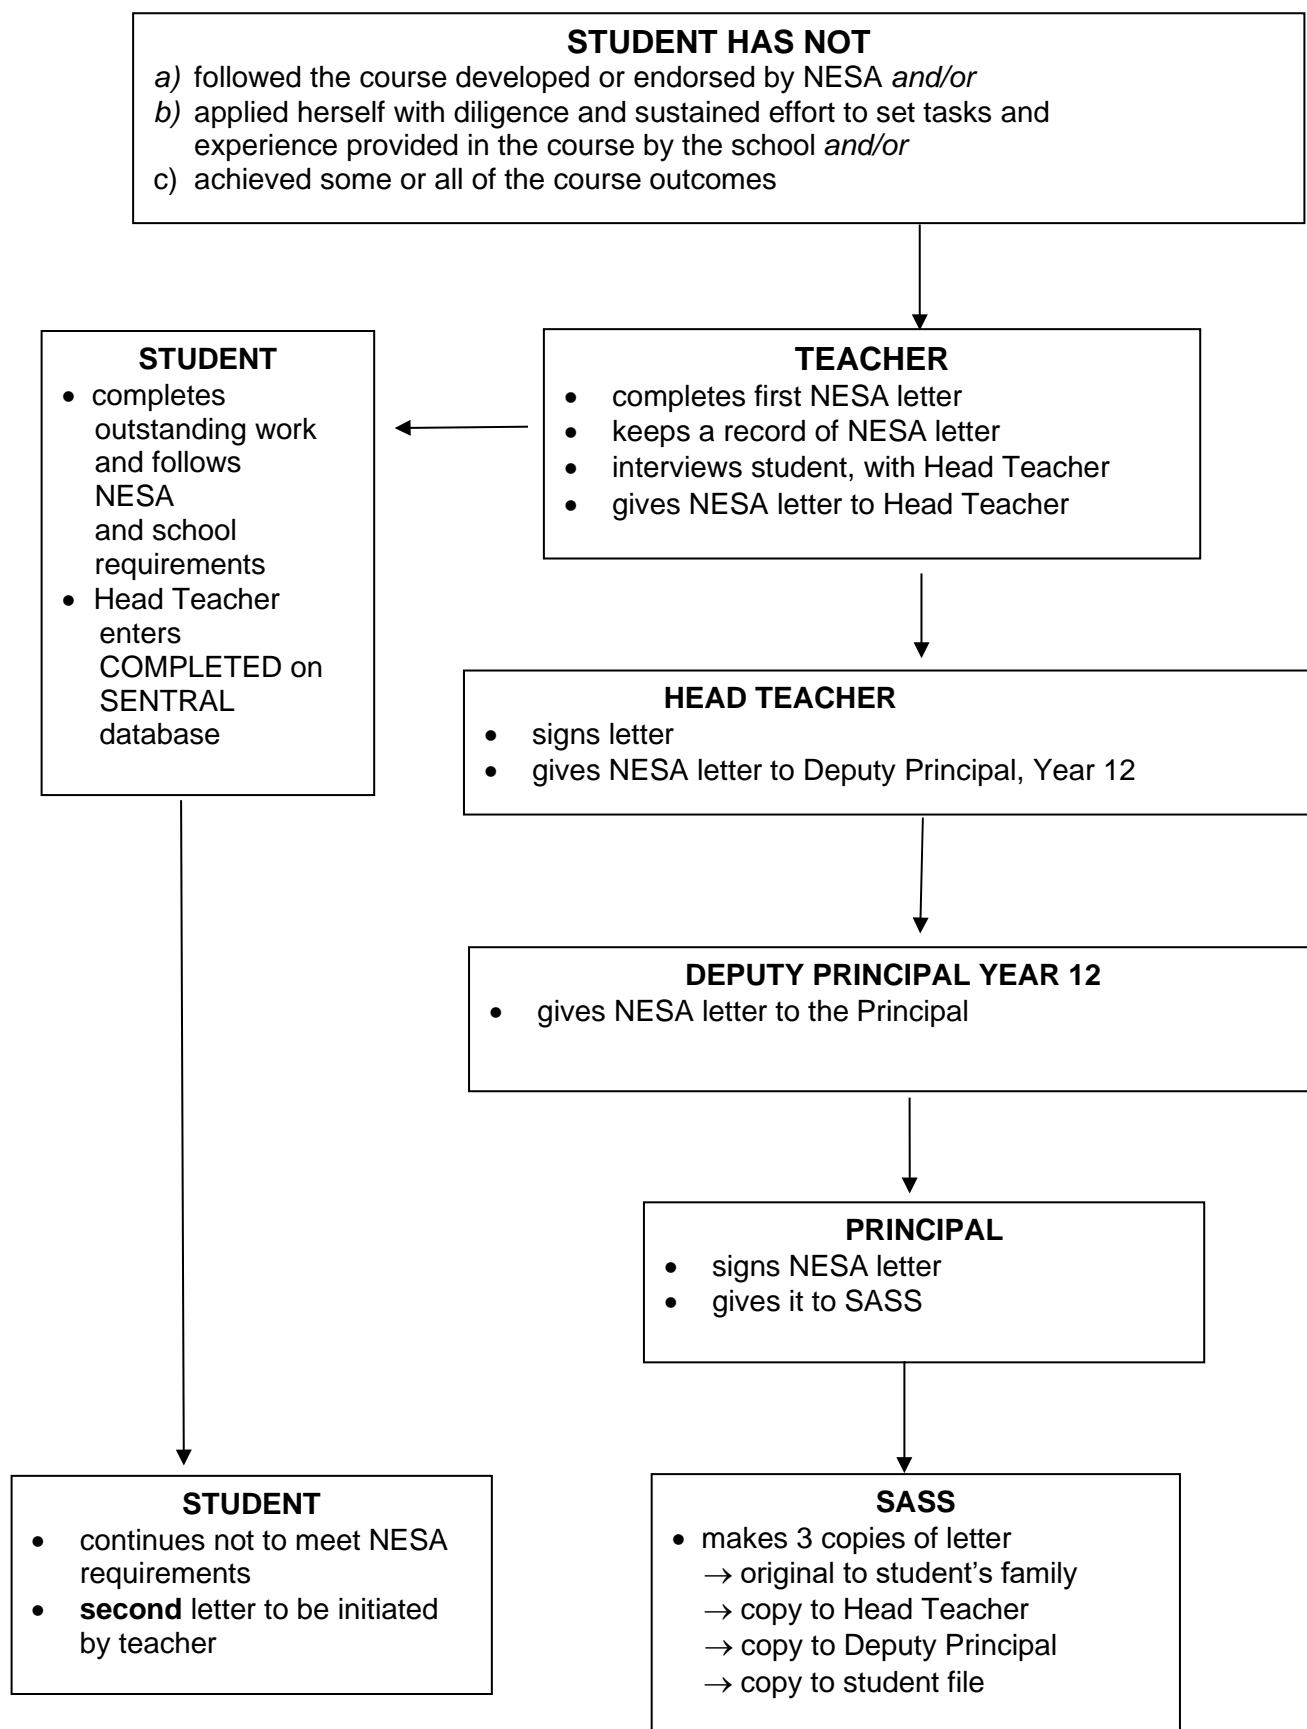 STUDENT HAS NOT
a) followed the course developed or endorsed by NESA and/or
b) applied herself with diligence and sustained effort to set tasks and
experience provided in the course by the school and/or
c) achieved some or all of the course outcomes
STUDENT
• completes
outstanding work
and follows
NESA
and school
requirements
• Head Teacher
enters
COMPLETED on
SENTRAL
database
TEACHER
• completes first NESA letter
• keeps a record of NESA letter
• interviews student, with Head Teacher
• gives NESA letter to Head Teacher
HEAD TEACHER
• signs letter
• gives NESA letter to Deputy Principal, Year 12
DEPUTY PRINCIPAL YEAR 12
• gives NESA letter to the Principal
PRINCIPAL
• signs NESA letter
• gives it to SASS
STUDENT
• continues not to meet NESA
requirements
• second letter to be initiated
by teacher
SASS
• makes 3 copies of letter
→ original to student’s family
→ copy to Head Teacher
→ copy to Deputy Principal
→ copy to student file